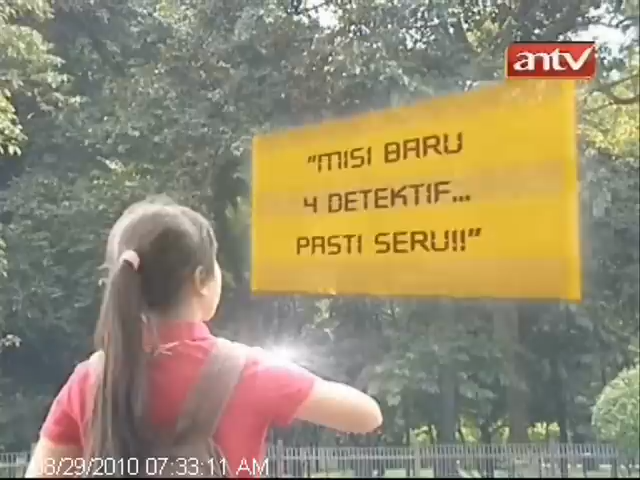 antv
"MISI BARU
4 DETEKTIF...
PASTI SERU!!"
08/29/2010 07:33:11 AM